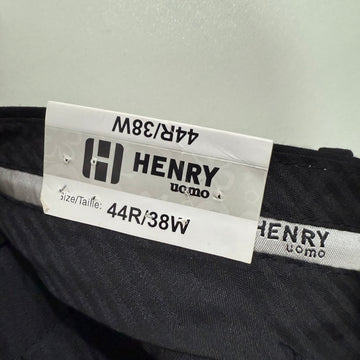 44R/38W
H HENRY
uomo
Size/Taille: 44R/38W
HENRY
uomo